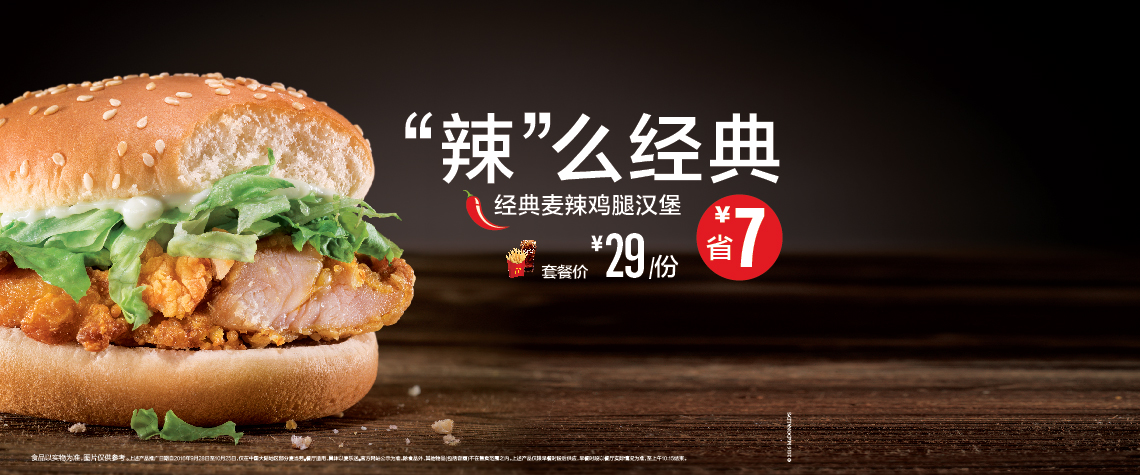 “辣”么经典
经典麦辣鸡腿汉堡
套餐价 ¥29/份
¥7
省
食品以实物为准，图片仅供参考。